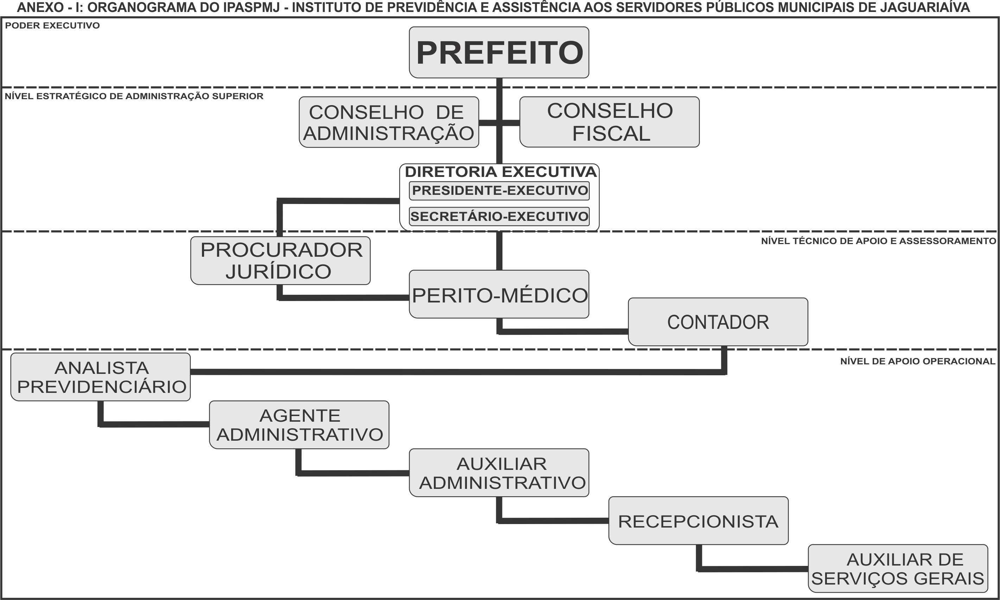 ANEXO - I: ORGANOGRAMA DO IPASPMJ - INSTITUTO DE PREVIDÊNCIA E ASSISTÊNCIA AOS SERVIDORES PÚBLICOS MUNICIPAIS DE JAGUARIAÍVA
PODER EXECUTIVO
PREFEITO
NÍVEL ESTRATÉGICO DE ADMINISTRAÇÃO SUPERIOR
CONSELHO DE
ADMINISTRAÇÃO
CONSELHO
FISCAL
DIRETORIA EXECUTIVA
PRESIDENTE-EXECUTIVO
SECRETÁRIO-EXECUTIVO
NÍVEL TÉCNICO DE APOIO E ASSESSORAMENTO
PROCURADOR
JURÍDICO
PERITO-MÉDICO
CONTADOR
NÍVEL DE APOIO OPERACIONAL
ANALISTA
PREVIDENCIÁRIO
AGENTE
ADMINISTRATIVO
AUXILIAR
ADMINISTRATIVO
RECEPCIONISTA
AUXILIAR DE
SERVIÇOS GERAIS